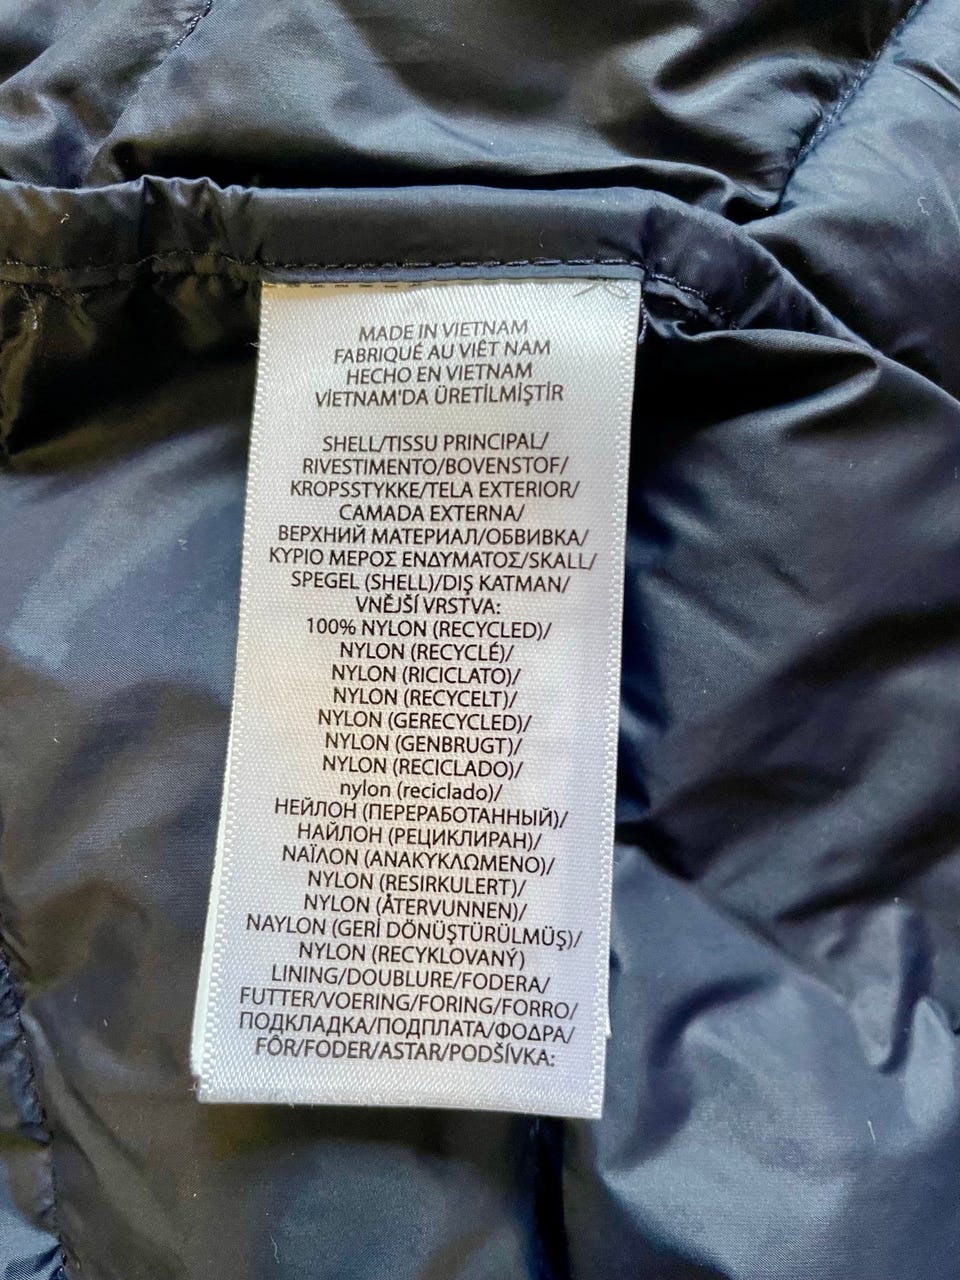 MADE IN VIETNAM
FABRIQUÉ AU VIÊT NAM
HECHO EN VIETNAM
VİETNAM'DA ÜRETİLMİŞTİR
SHELL/TISSU PRINCIPAL/
RIVESTIMENTO/BOVENSTOF/
KROPSSTYKKE/TELA EXTERIOR/
CAMADA EXTERNA/
ВЕРХНИЙ МАТЕРИАЛ/ОБВИВКА/
ΚΥΡΙΟ ΜΕΡΟΣ ΕΝΔΥΜΑΤΟΣ/SKALL/
SPEGEL (SHELL)/DIŞ KATMAN/
VNĚJŠÍ VRSTVA:
100% NYLON (RECYCLED)/
NYLON (RECYCLÉ)/
NYLON (RICICLATO)/
NYLON (RECYCELT)/
NYLON (GERECYCLED)/
NYLON (GENBRUGT)/
NYLON (RECICLADO)/
nylon (reciclado)/
НЕЙЛОН (ПЕРЕРАБОТАННЫЙ)/
НАЙЛОН (РЕЦИКЛИРАН)/
ΝΑΪΛΟΝ (ΑΝΑΚΥΚΛΩΜΕΝΟ)/
NYLON (RESIRKULERT)/
NYLON (ÅTERVUNNEN)/
NAYLON (GERİ DÖNÜŞTÜRÜLMÜŞ)/
NYLON (RECYKLOVANÝ)
LINING/DOUBLURE/FODERA/
FUTTER/VOERING/FORING/FORRO/
ПОДКЛАДКА/ПОДПЛАТА/ΦΟΔΡΑ/
FÔR/FODER/ASTAR/PODŠÍVKA: